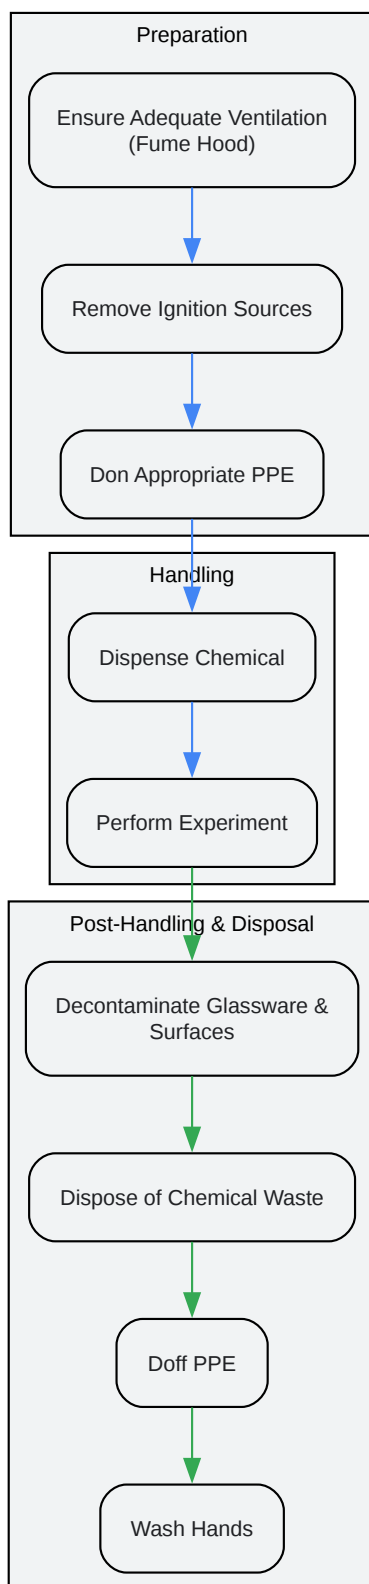 Preparation
Ensure Adequate Ventilation
(Fume Hood)
Remove Ignition Sources
Don Appropriate PPE
Handling
Dispense Chemical
Perform Experiment
Post-Handling & Disposal
Decontaminate Glassware &
Surfaces
Dispose of Chemical Waste
Doff PPE
Wash Hands